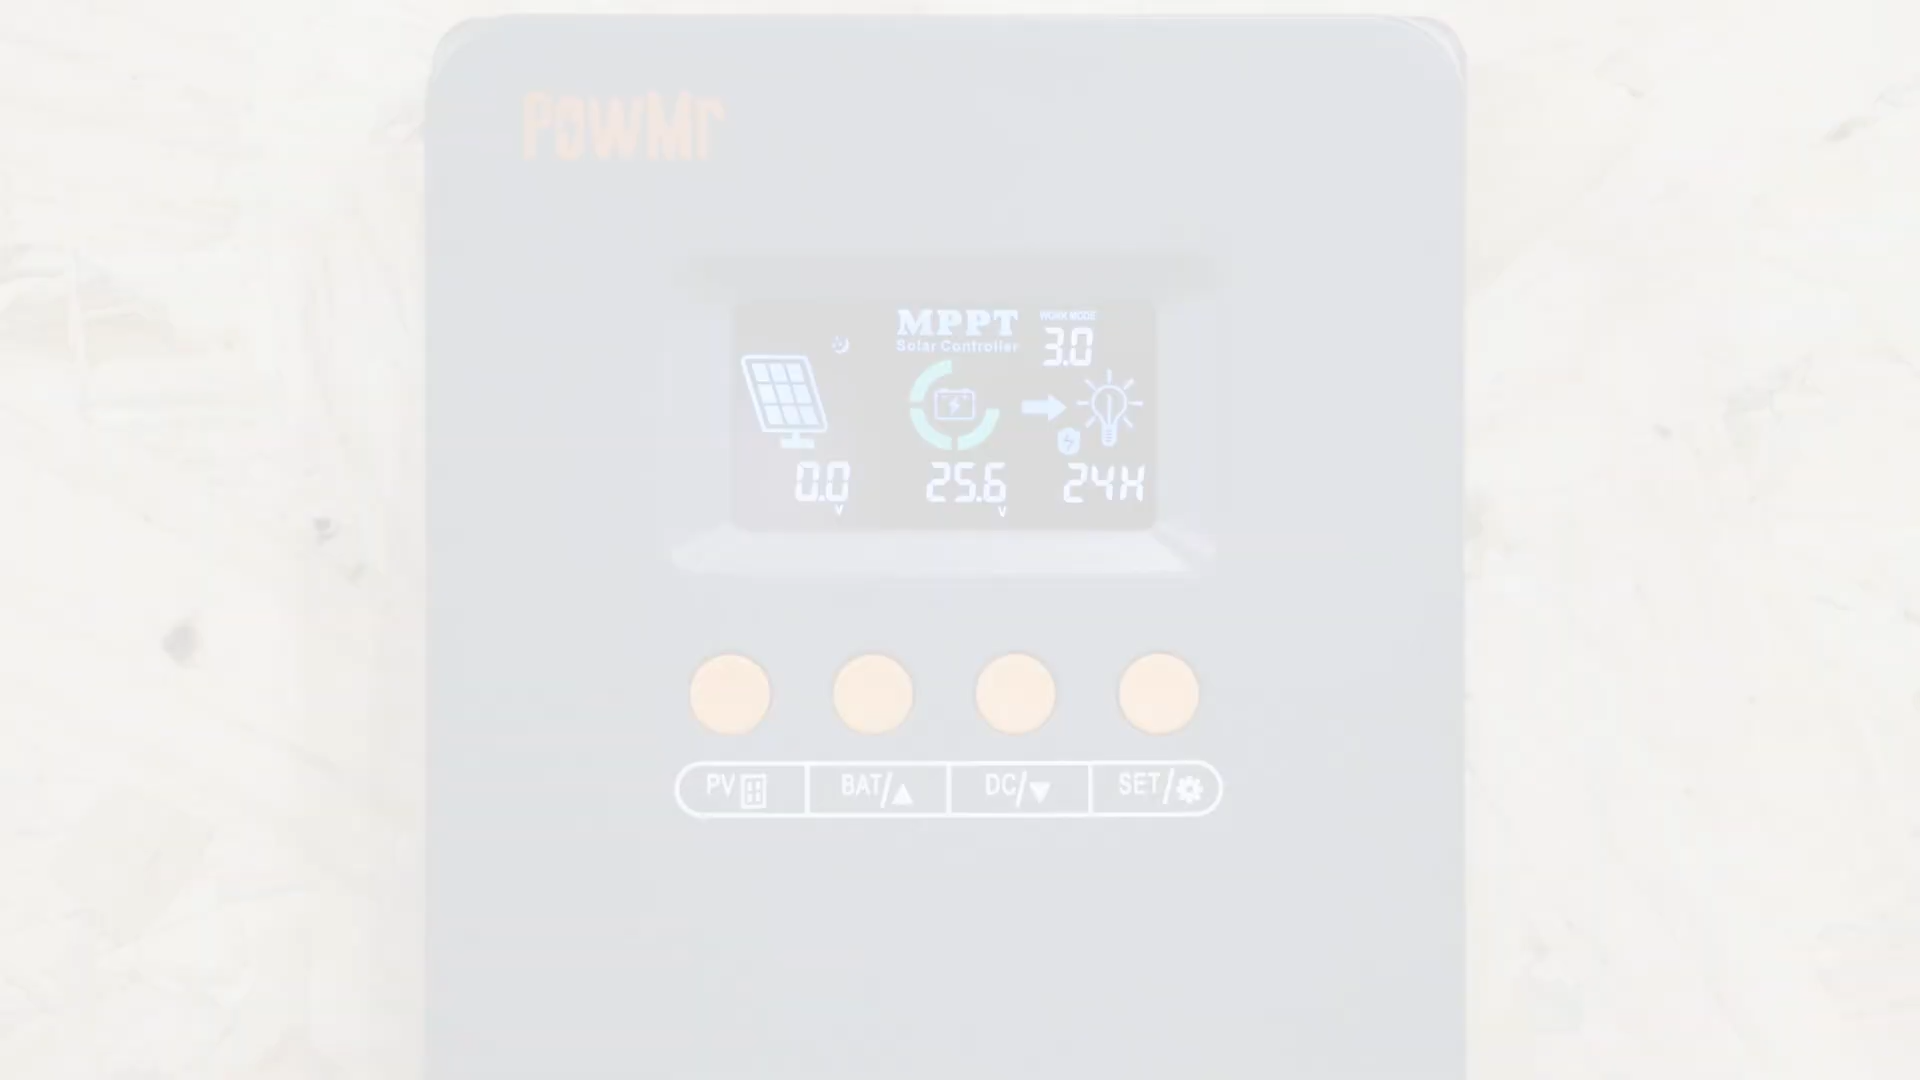 PowMr
MPPT
Solar Controller
WORK MODE
3.0
0.0
V
25.6
V
24H
PV
BAT/▲
DC/▼
SET/